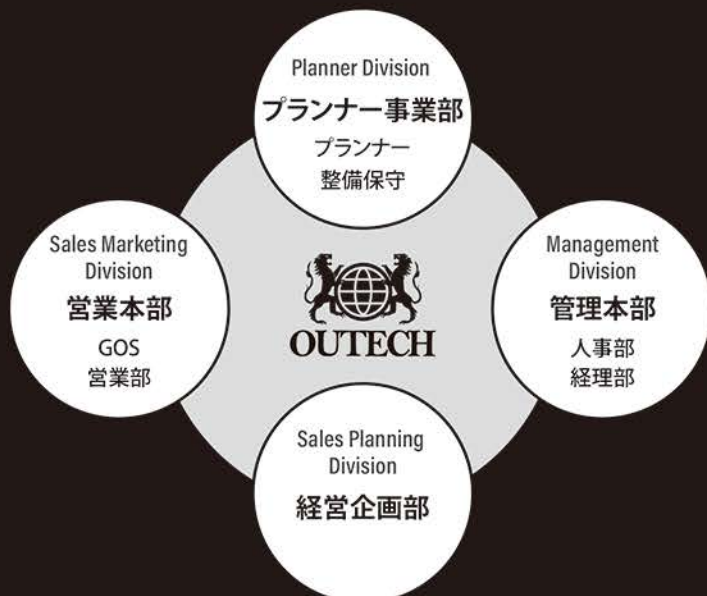 Planner Division
プランナー事業部
プランナー
整備保守
Sales Marketing
Division
営業本部
GOS
営業部
OUTECH
Management
Division
管理本部
人事部
経理部
Sales Planning
Division
経営企画部